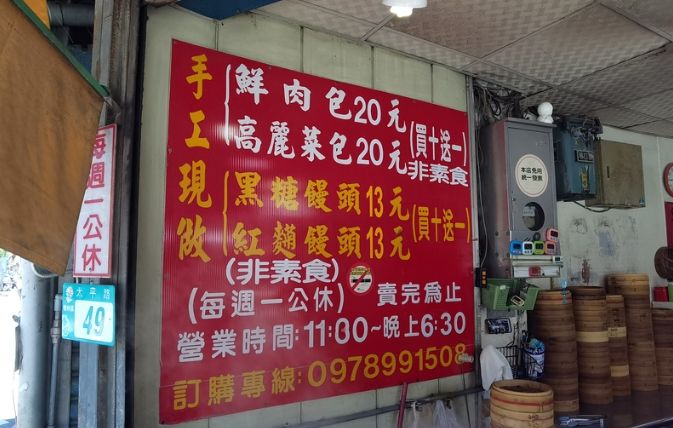 手工現做
鮮肉包20元
高麗菜包20元
(買十送一)
非素食
黑糖饅頭13元
紅麯饅頭13元
(買十送一)
(非素食)
(每週一公休)
賣完為止
營業時間:11:30~晚上6:30
訂購專線:0978991508
每週一公休
太平路
49
本店免用
統一發票